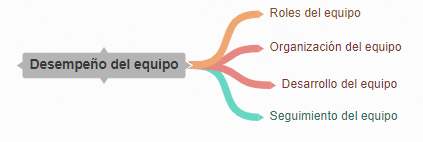 Roles del equipo
Organización del equipo
Desempeño del equipo
Desarrollo del equipo
Seguimiento del equipo